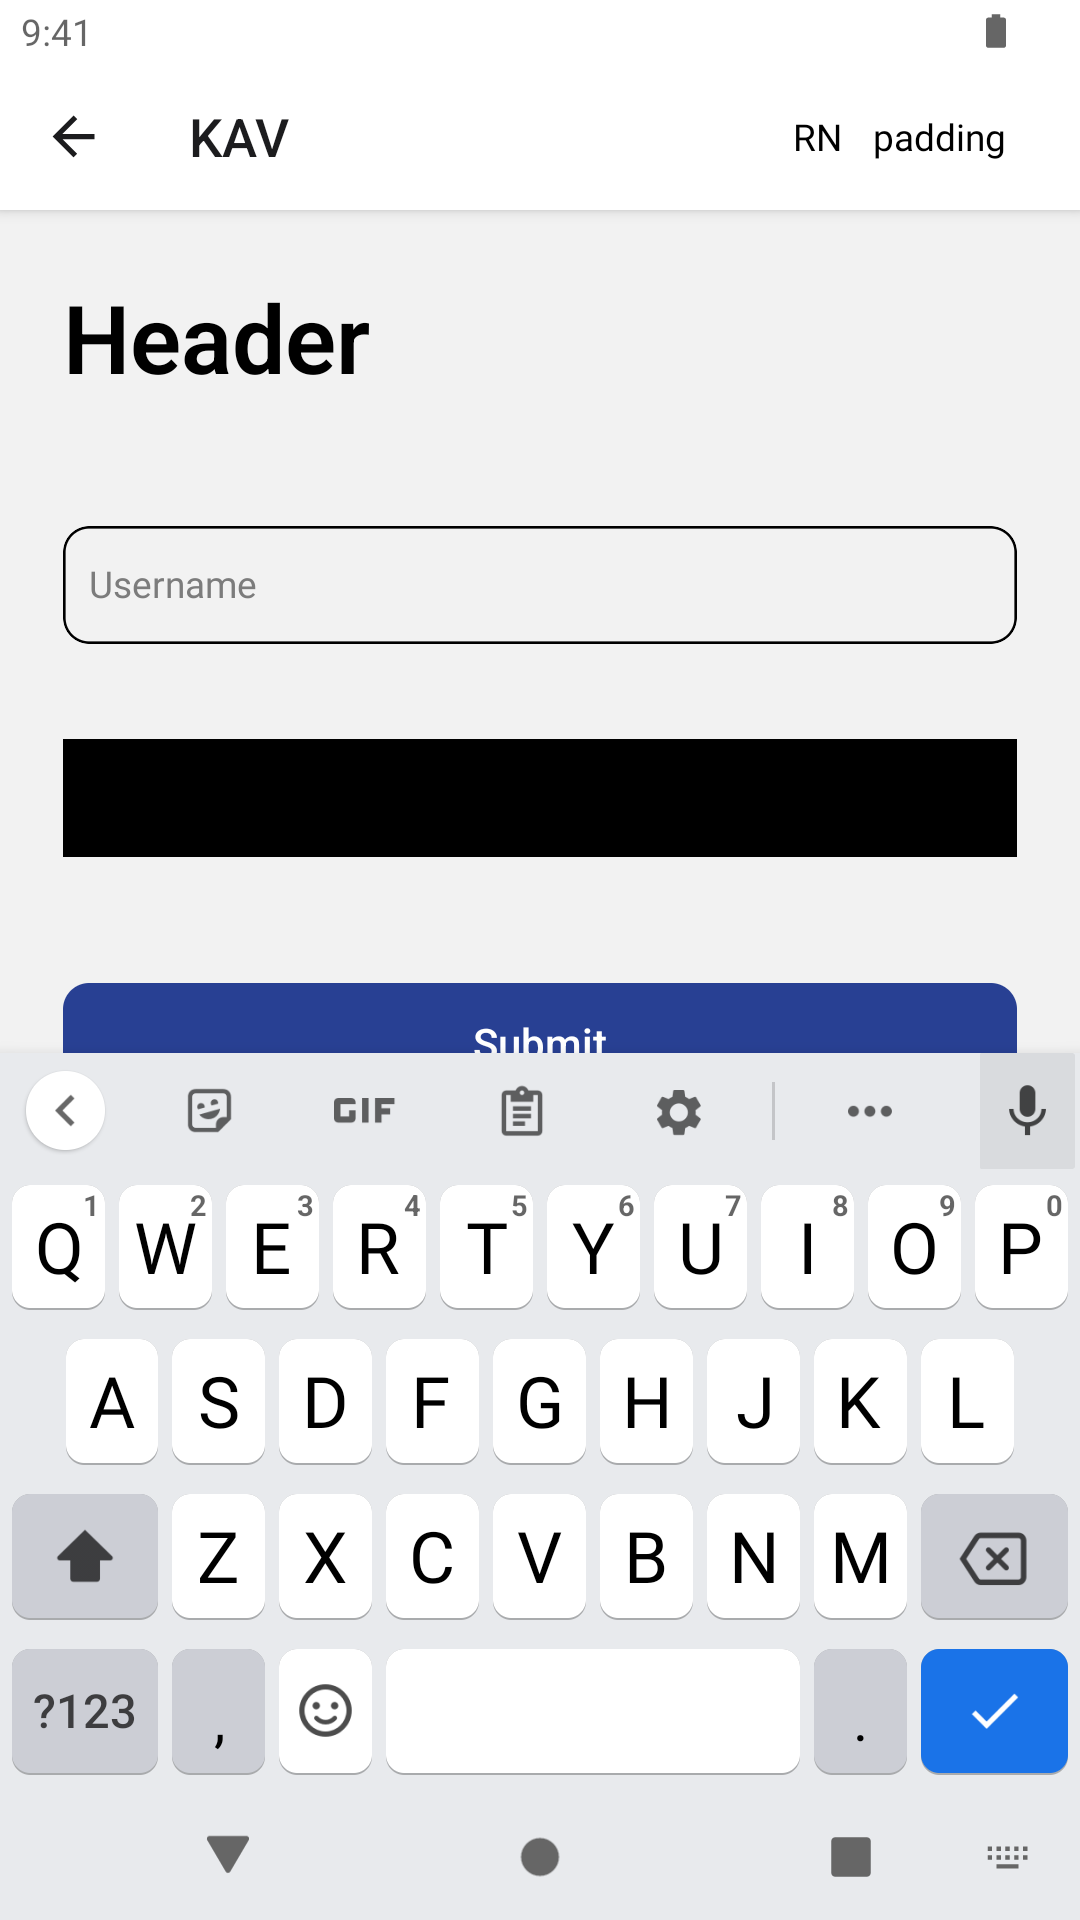 9:41
KAV RN padding
Header
Username
Submit
GIF
1 2 3 4 5 6 7 8 9 0
Q W E R T Y U I O P
A S D F G H J K L
Z X C V B N M
?123 , .